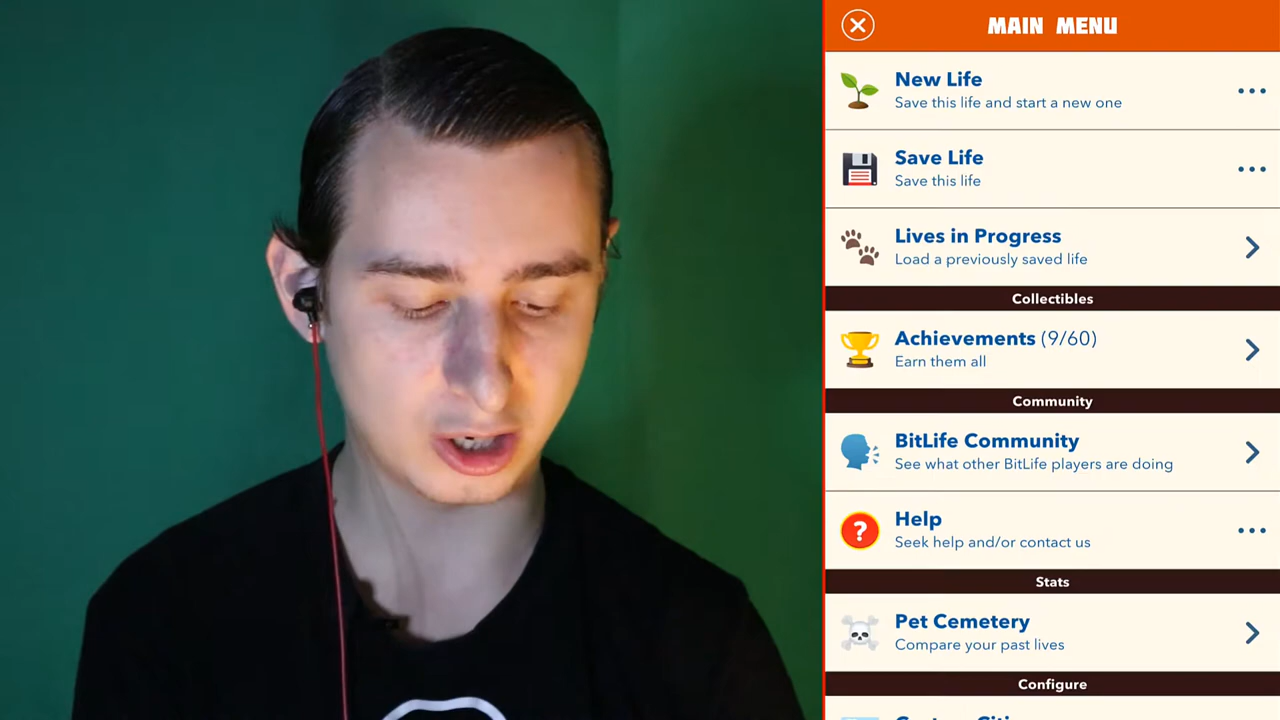 MAIN MENU
New Life
Save this life and start a new one
Save Life
Save this life
Lives in Progress
Load a previously saved life
Collectibles
Achievements (9/60)
Earn them all
Community
BitLife Community
See what other BitLife players are doing
Help
Seek help and/or contact us
Stats
Pet Cemetery
Compare your past lives
Configure